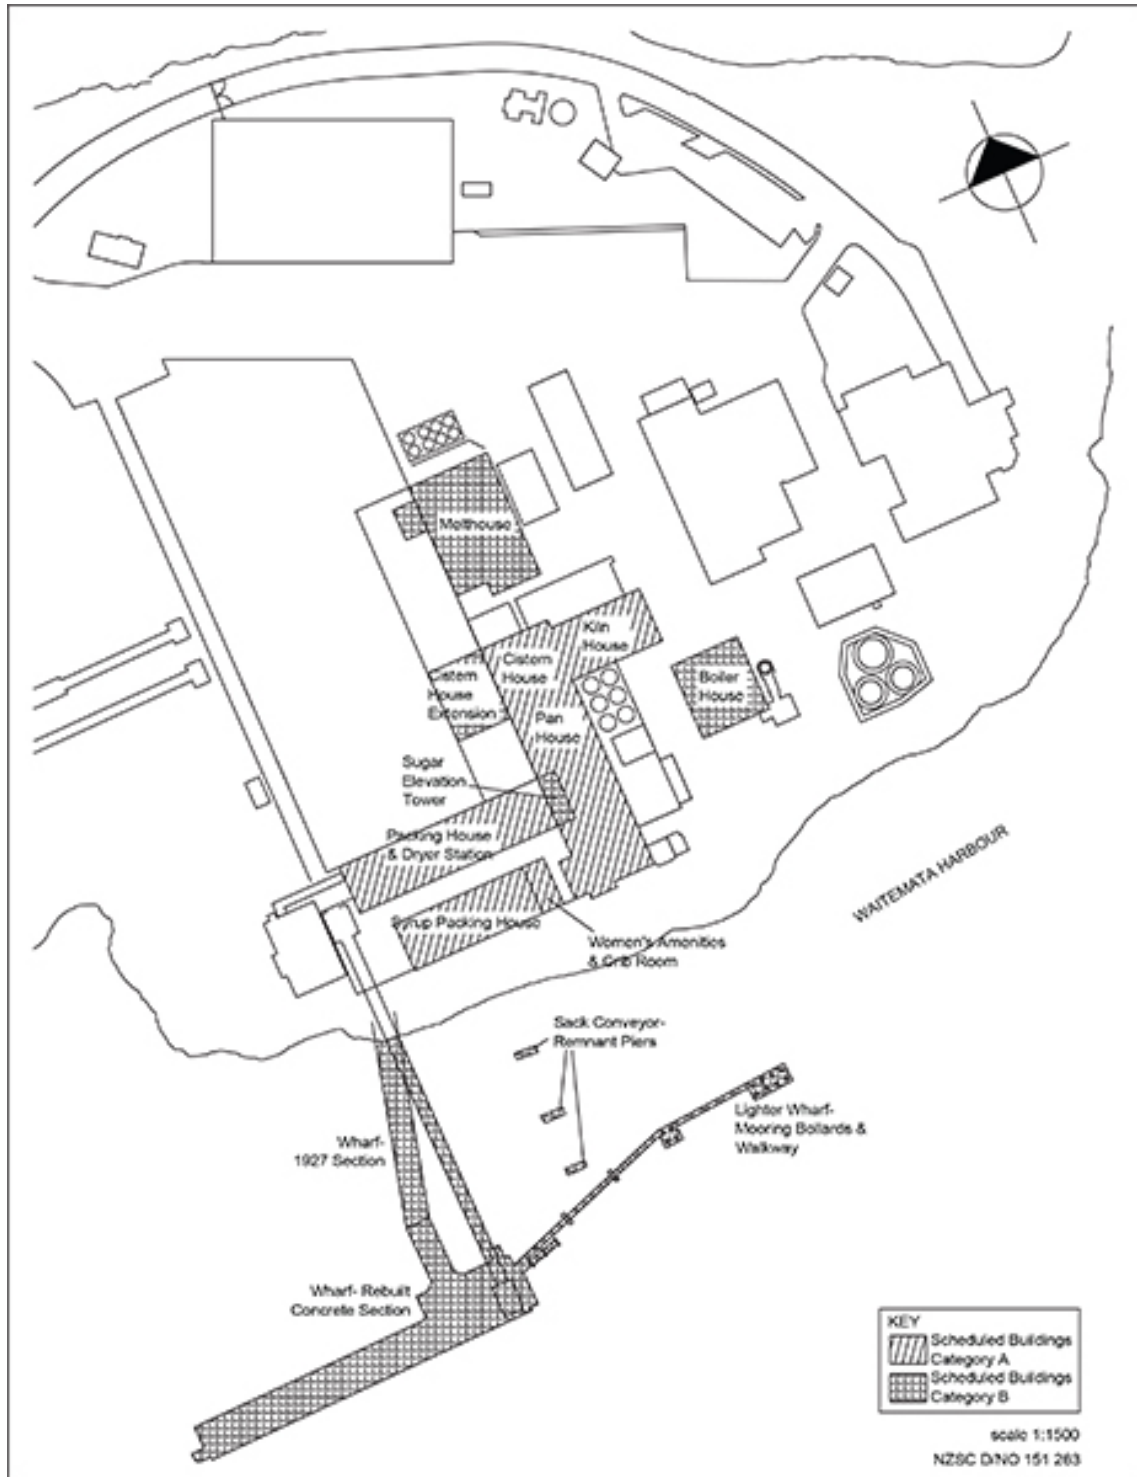 Melthouse
Kiln
House
Cistern
House
Cistern
House
Extension
Boiler
House
Pan
House
Sugar
Elevation
Tower
Packing House
& Dryer Station
WAITEMATA HARBOUR
Syrup Packing House
Women's Amenities
& Crib Room
Sack Conveyor-
Remnant Piers
Lighter Wharf-
Mooring Bollards &
Walkway
Wharf-
1927 Section
Wharf- Rebuilt
Concrete Section
KEY
Scheduled Buildings
Category A
Scheduled Buildings
Category B
scale 1:1500
NZSC D/NO 151 263